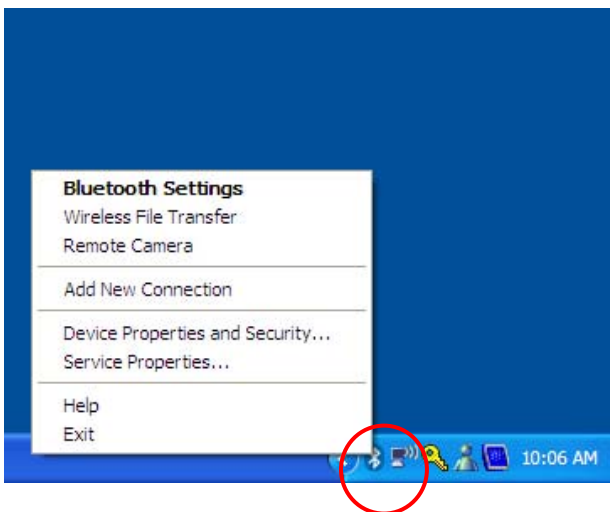 Bluetooth Settings
Wireless File Transfer
Remote Camera
Add New Connection
Device Properties and Security...
Service Properties...
Help
Exit
10:06 AM